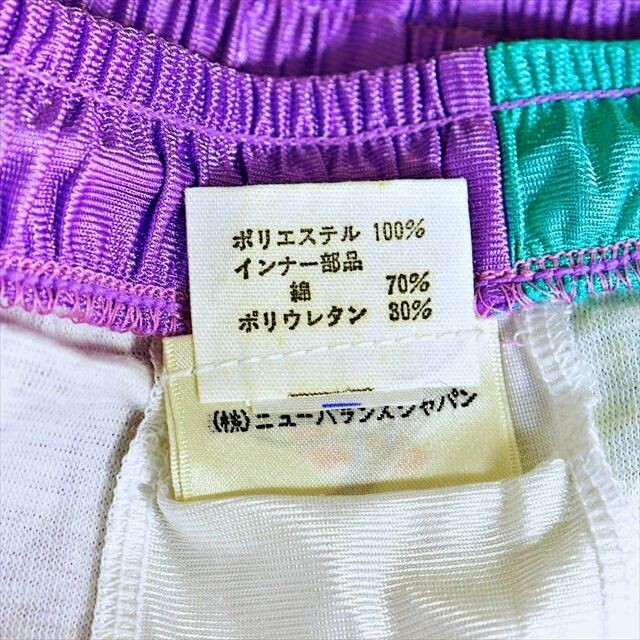 ポリエステル 100%
インナー部品
綿 70%
ポリウレタン 30%
(株)ニューバランスジャパン